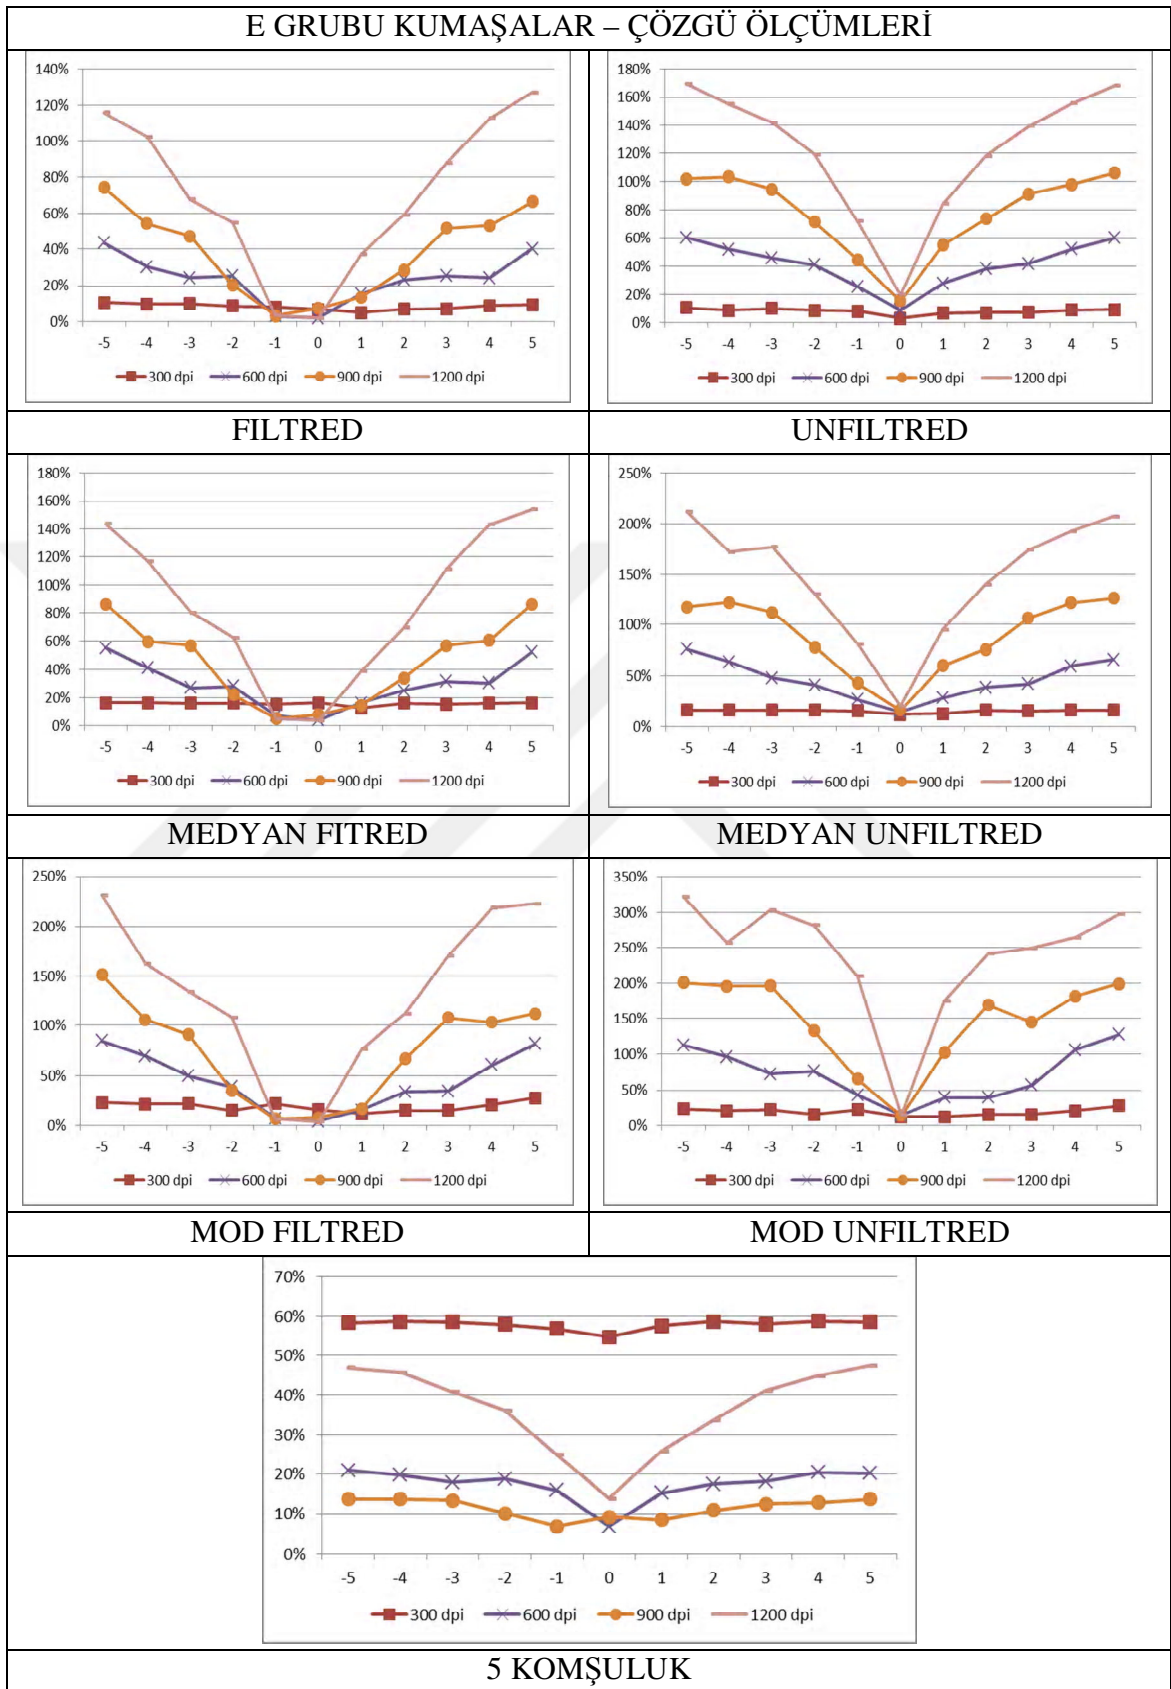 E GRUBU KUMAŞALAR – ÇÖZGÜ ÖLÇÜMLERİ
140%
120%
100%
80%
60%
40%
20%
0%
-5 -4 -3 -2 -1 0 1 2 3 4 5
300 dpi 600 dpi 900 dpi 1200 dpi
180%
160%
140%
120%
100%
80%
60%
40%
20%
0%
-5 -4 -3 -2 -1 0 1 2 3 4 5
300 dpi 600 dpi 900 dpi 1200 dpi
FILTRED
UNFILTRED
180%
160%
140%
120%
100%
80%
60%
40%
20%
0%
-5 -4 -3 -2 -1 0 1 2 3 4 5
300 dpi 600 dpi 900 dpi 1200 dpi
250%
200%
150%
100%
50%
0%
-5 -4 -3 -2 -1 0 1 2 3 4 5
300 dpi 600 dpi 900 dpi 1200 dpi
MEDYAN FITRED
MEDYAN UNFILTRED
250%
200%
150%
100%
50%
0%
-5 -4 -3 -2 -1 0 1 2 3 4 5
300 dpi 600 dpi 900 dpi 1200 dpi
350%
300%
250%
200%
150%
100%
50%
0%
-5 -4 -3 -2 -1 0 1 2 3 4 5
300 dpi 600 dpi 900 dpi 1200 dpi
MOD FILTRED
MOD UNFILTRED
70%
60%
50%
40%
30%
20%
10%
0%
-5 -4 -3 -2 -1 0 1 2 3 4 5
300 dpi 600 dpi 900 dpi 1200 dpi
5 KOMŞULUK